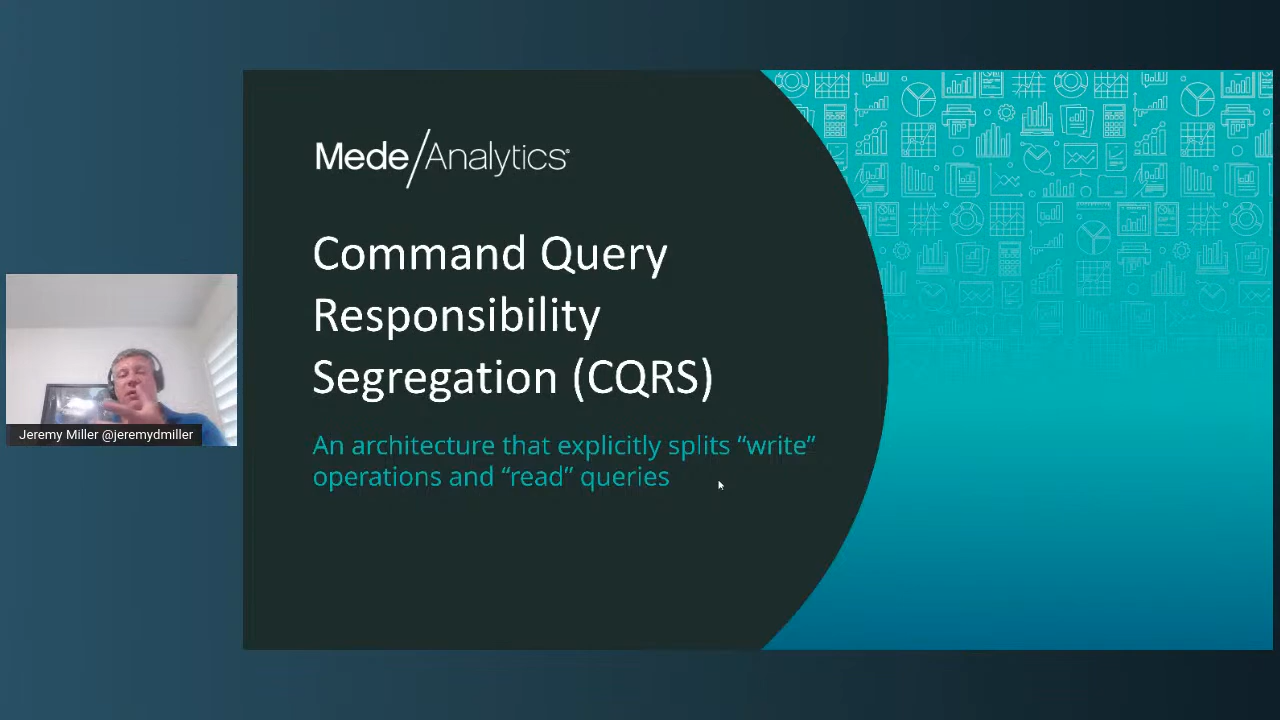 Mede/Analytics®
Command Query
Responsibility
Segregation (CQRS)
An architecture that explicitly splits “write”
operations and “read” queries
Jeremy Miller @jeremydmiller